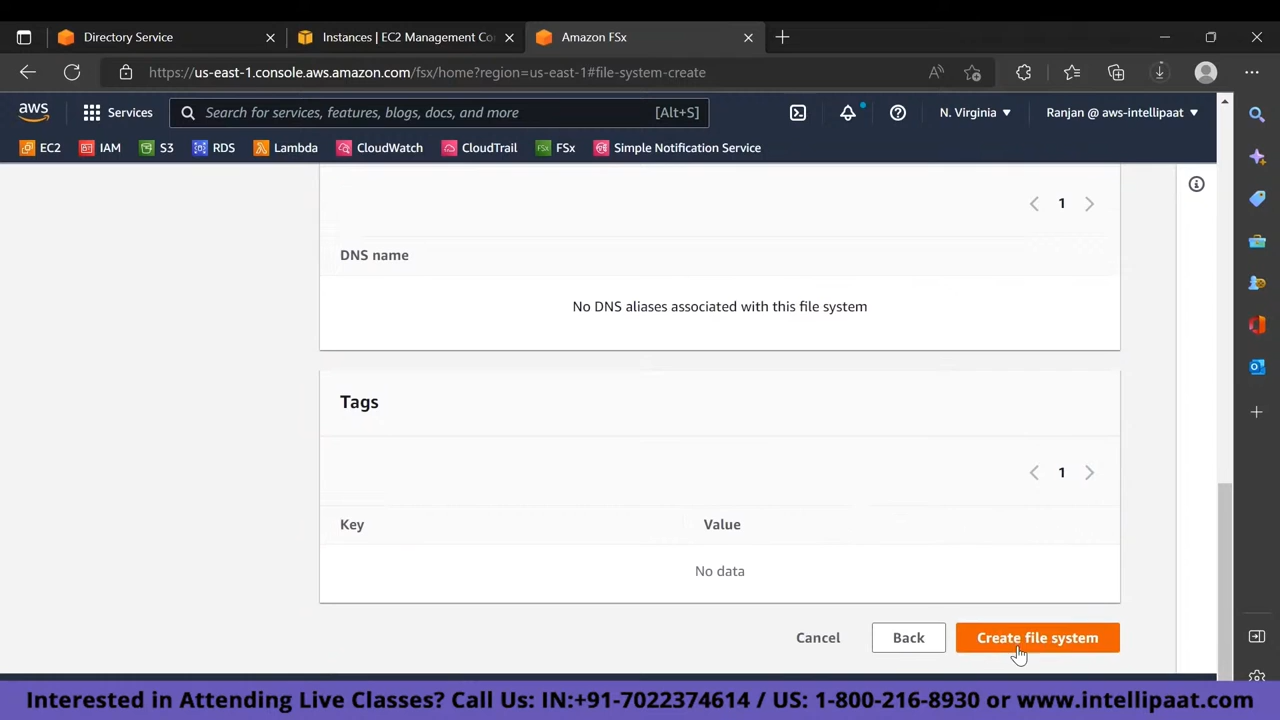 Directory Service
Instances | EC2 Management Co
Amazon FSx
https://us-east-1.console.aws.amazon.com/fsx/home?region=us-east-1#file-system-create
aws
Services
Search for services, features, blogs, docs, and more
[Alt+S]
N. Virginia
Ranjan @ aws-intellipaat
EC2
IAM
S3
RDS
Lambda
CloudWatch
CloudTrail
FSx
Simple Notification Service
1
DNS name
No DNS aliases associated with this file system
Tags
1
Key
Value
No data
Cancel
Back
Create file system
Interested in Attending Live Classes? Call Us: IN:+91-7022374614 / US: 1-800-216-8930 or www.intellipaat.com